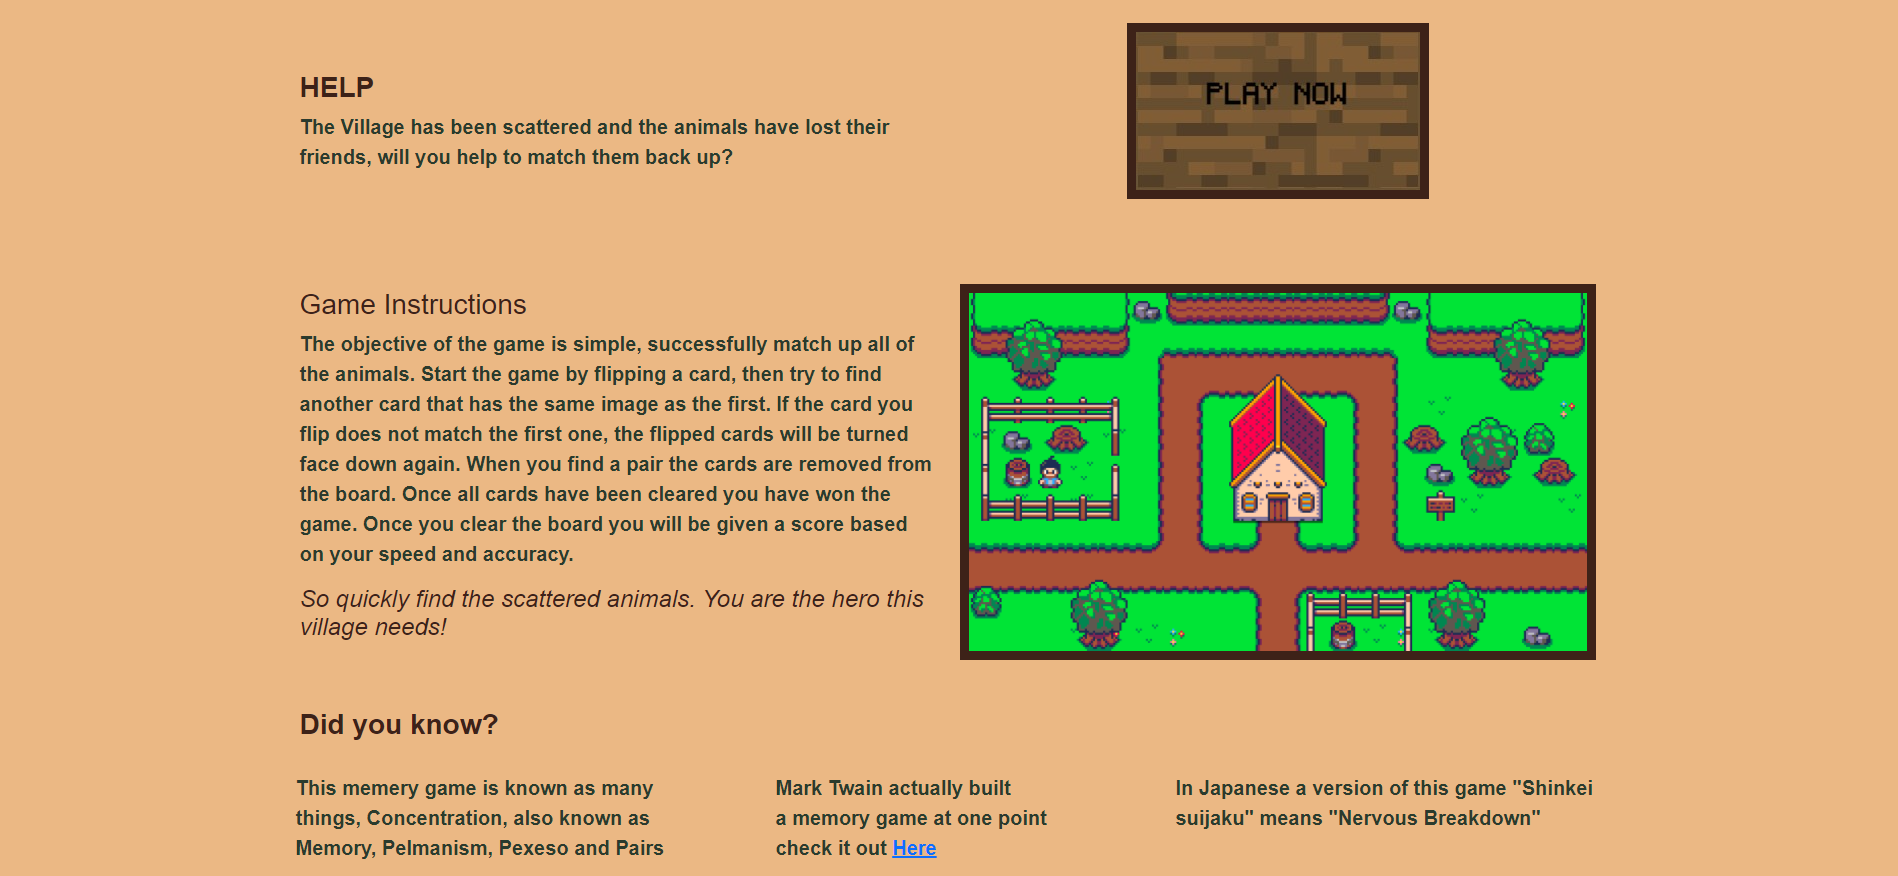 HELP
The Village has been scattered and the animals have lost their
friends, will you help to match them back up?
PLAY NOW
Game Instructions
The objective of the game is simple, successfully match up all of
the animals. Start the game by flipping a card, then try to find
another card that has the same image as the first. If the card you
flip does not match the first one, the flipped cards will be turned
face down again. When you find a pair the cards are removed from
the board. Once all cards have been cleared you have won the
game. Once you clear the board you will be given a score based
on your speed and accuracy.
So quickly find the scattered animals. You are the hero this
village needs!
Did you know?
This memery game is known as many
things, Concentration, also known as
Memory, Pelmanism, Pexeso and Pairs
Mark Twain actually built
a memory game at one point
check it out Here
In Japanese a version of this game "Shinkei
suijaku" means "Nervous Breakdown"